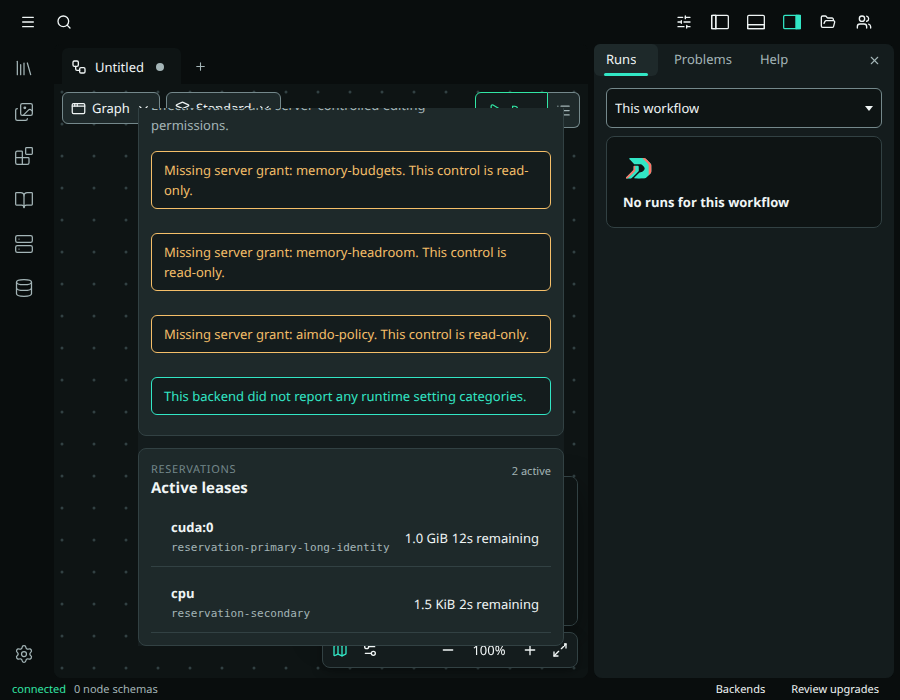 Untitled
Runs
Problems
Help
Graph
Standard
server-controlled editing
permissions.
Missing server grant: memory-budgets. This control is read-
only.
Missing server grant: memory-headroom. This control is
read-only.
Missing server grant: aimdo-policy. This control is read-only.
This backend did not report any runtime setting categories.
RESERVATIONS
2 active
Active leases
cuda:0
reservation-primary-long-identity
1.0 GiB 12s remaining
cpu
reservation-secondary
1.5 KiB 2s remaining
100%
This workflow
No runs for this workflow
connected
0 node schemas
Backends
Review upgrades